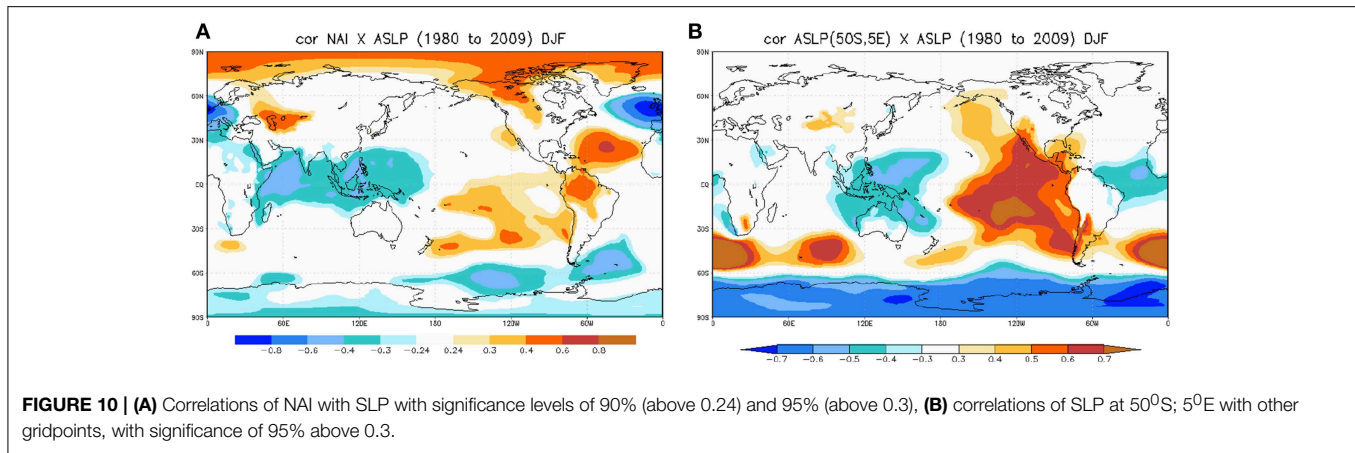 A
cor NAI X ASLP (1980 to 2009) DJF
90N
60N
30N
EQ
30S
60S
90S
0 60E 120E 180 120W 60W 0
-0.8 -0.6 -0.4 -0.3 -0.24 0.24 0.3 0.4 0.6 0.8
B
cor ASLP(50S,5E) X ASLP (1980 to 2009) DJF
90N
60N
30N
EQ
30S
60S
90S
0 60E 120E 180 120W 60W 0
-0.7 -0.6 -0.5 -0.4 -0.3 0.3 0.4 0.5 0.6 0.7
FIGURE 10 | (A) Correlations of NAI with SLP with significance levels of 90% (above 0.24) and 95% (above 0.3), (B) correlations of SLP at 50⁰S; 5⁰E with other
gridpoints, with significance of 95% above 0.3.